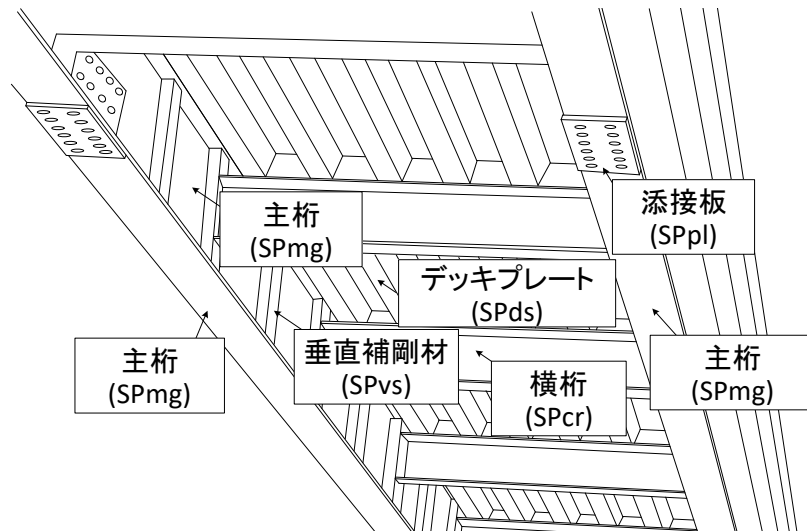 主桁
(SPmg)
添接板
(SPpl)
デッキプレート
(SPds)
主桁
(SPmg)
垂直補剛材
(SPvs)
横桁
(SPcr)
主桁
(SPmg)